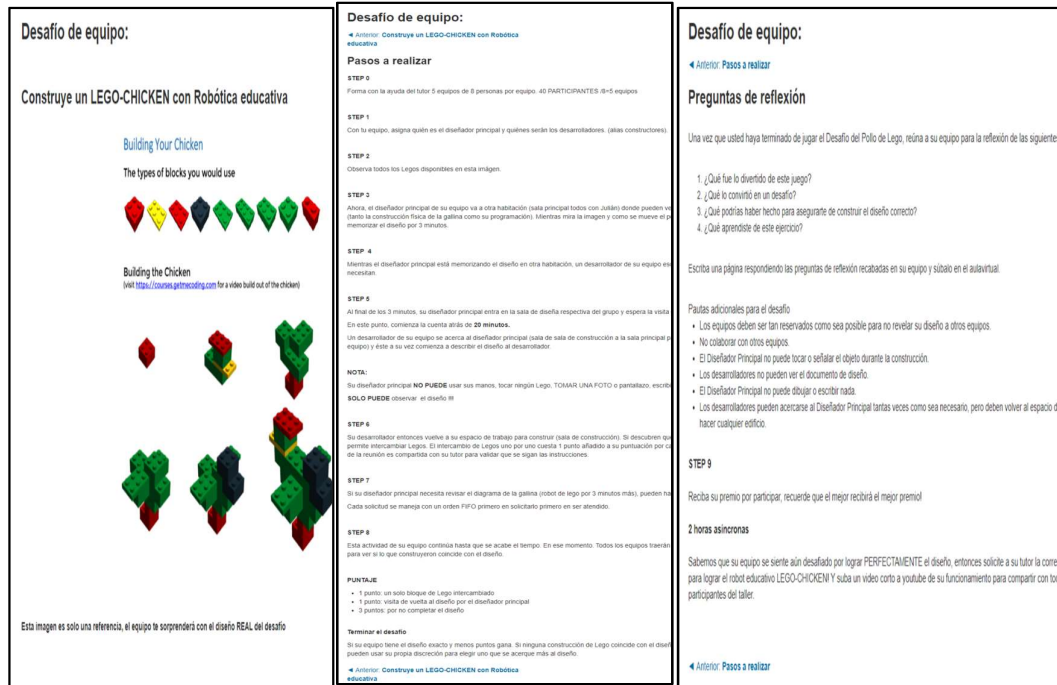 Desafío de equipo:
Construye un LEGO-CHICKEN con Robótica educativa
Building Your Chicken
The types of blocks you would use
Building the Chicken
(visit https://courses.getmecoding.com for a video build out of the chicken)
Esta imagen es solo una referencia, el equipo te sorprenderá con el diseño REAL del desafío
Desafío de equipo:
◄ Anterior: Construye un LEGO-CHICKEN con Robótica
educativa
Pasos a realizar
STEP 0
Forma con la ayuda del tutor 5 equipos de 8 personas por equipo. 40 PARTICIPANTES /8=5 equipos
STEP 1
Con tu equipo, asigna quién es el diseñador principal y quiénes serán los desarrolladores. (alias constructores).
STEP 2
Observa todos los Legos disponibles en esta imágen.
STEP 3
Ahora, el diseñador principal de su equipo va a otra habitación (sala principal todos con Julián) donde pueden
(tanto la construcción física de la gallina como su programación). Mientras mira la imagen y como se mueve el
memorizar el diseño por 3 minutos.
STEP 4
Mientras el diseñador principal está memorizando el diseño en otra habitación, un desarrollador de su equipo
necesitan
STEP 5
Al final de los 3 minutos, su diseñador principal entra en la sala de diseño respectiva del grupo y espera la visita
En este punto, comienza la cuenta atrás de 20 minutos.
Un desarrollador de su equipo se acerca al diseñador principal (sale de sala de construcción a la sala principal
equipo) y éste a su vez comienza a describir el diseño al desarrollador.
NOTA:
Su diseñador principal NO PUEDE usar sus manos, tocar ningún Lego, TOMAR UNA FOTO o pantallazo,
SOLO PUEDE observar el diseño !!!
STEP 6
Su desarrollador entonces vuelve a su espacio de trabajo para construir (sala de construcción). Si descubren
permite intercambiar Legos. El intercambio de Legos uno por uno cuesta 1 punto añadido a su puntuación por
de la reunión es compartida con su tutor para validar que se sigan las instrucciones.
STEP 7
Si su diseñador principal necesita revisar el diagrama de la gallina (robot de lego por 3 minutos más), pueden
Cada solicitud se maneja con un orden FIFO primero en solicitarlo primero en ser atendido.
STEP 8
Esta actividad de su equipo continúa hasta que se acabe el tiempo. En ese momento. Todos los equipos traerán
para ver si lo que construyeron coincide con el diseño.
PUNTAJE
• 1 punto: un solo bloque de Lego intercambiado
• 1 punto: visita de vuelta al diseño por el diseñador principal
• 3 puntos: por no completar el diseño
Terminar el desafío
Si su equipo tiene el diseño exacto y menos puntos gana. Si ninguna construcción de Lego coincide con el
pueden usar su propia discreción para elegir uno que se acerque más al diseño.
◄ Anterior: Construye un LEGO-CHICKEN con Robótica
educativa
Desafío de equipo:
◄ Anterior: Pasos a realizar
Preguntas de reflexión
Una vez que usted haya terminado de jugar el Desafío del Pollo de Lego, reúna a su equipo para la reflexión de las siguiente
1. ¿Qué fue lo divertido de este juego?
2. ¿Qué lo convirtió en un desafío?
3. ¿Qué podrías haber hecho para asegurarte de construir el diseño correcto?
4. ¿Qué aprendiste de este ejercicio?
Escriba una página respondiendo las preguntas de reflexión recabadas en su equipo y súbalo en el aulavirtual.
Pautas adicionales para el desafío
• Los equipos deben ser tan reservados como sea posible para no revelar su diseño a otros equipos.
• No colaborar con otros equipos.
• El Diseñador Principal no puede tocar o señalar el objeto durante la construcción.
• Los desarrolladores no pueden ver el documento de diseño.
• El Diseñador Principal no puede dibujar o escribir nada.
• Los desarrolladores pueden acercarse al Diseñador Principal tantas veces como sea necesario, pero deben volver al espacio
hacer cualquier edificio.
STEP 9
Reciba su premio por participar, recuerde que el mejor recibirá el mejor premio!
2 horas asíncronas
Sabemos que su equipo se siente aún desafiado por lograr PERFECTAMENTE el diseño, entonces solicite a su tutor la
para lograr el robot educativo LEGO-CHICKEN! Y suba un video corto a youtube de su funcionamiento para compartir con
participantes del taller.
◄ Anterior: Pasos a realizar